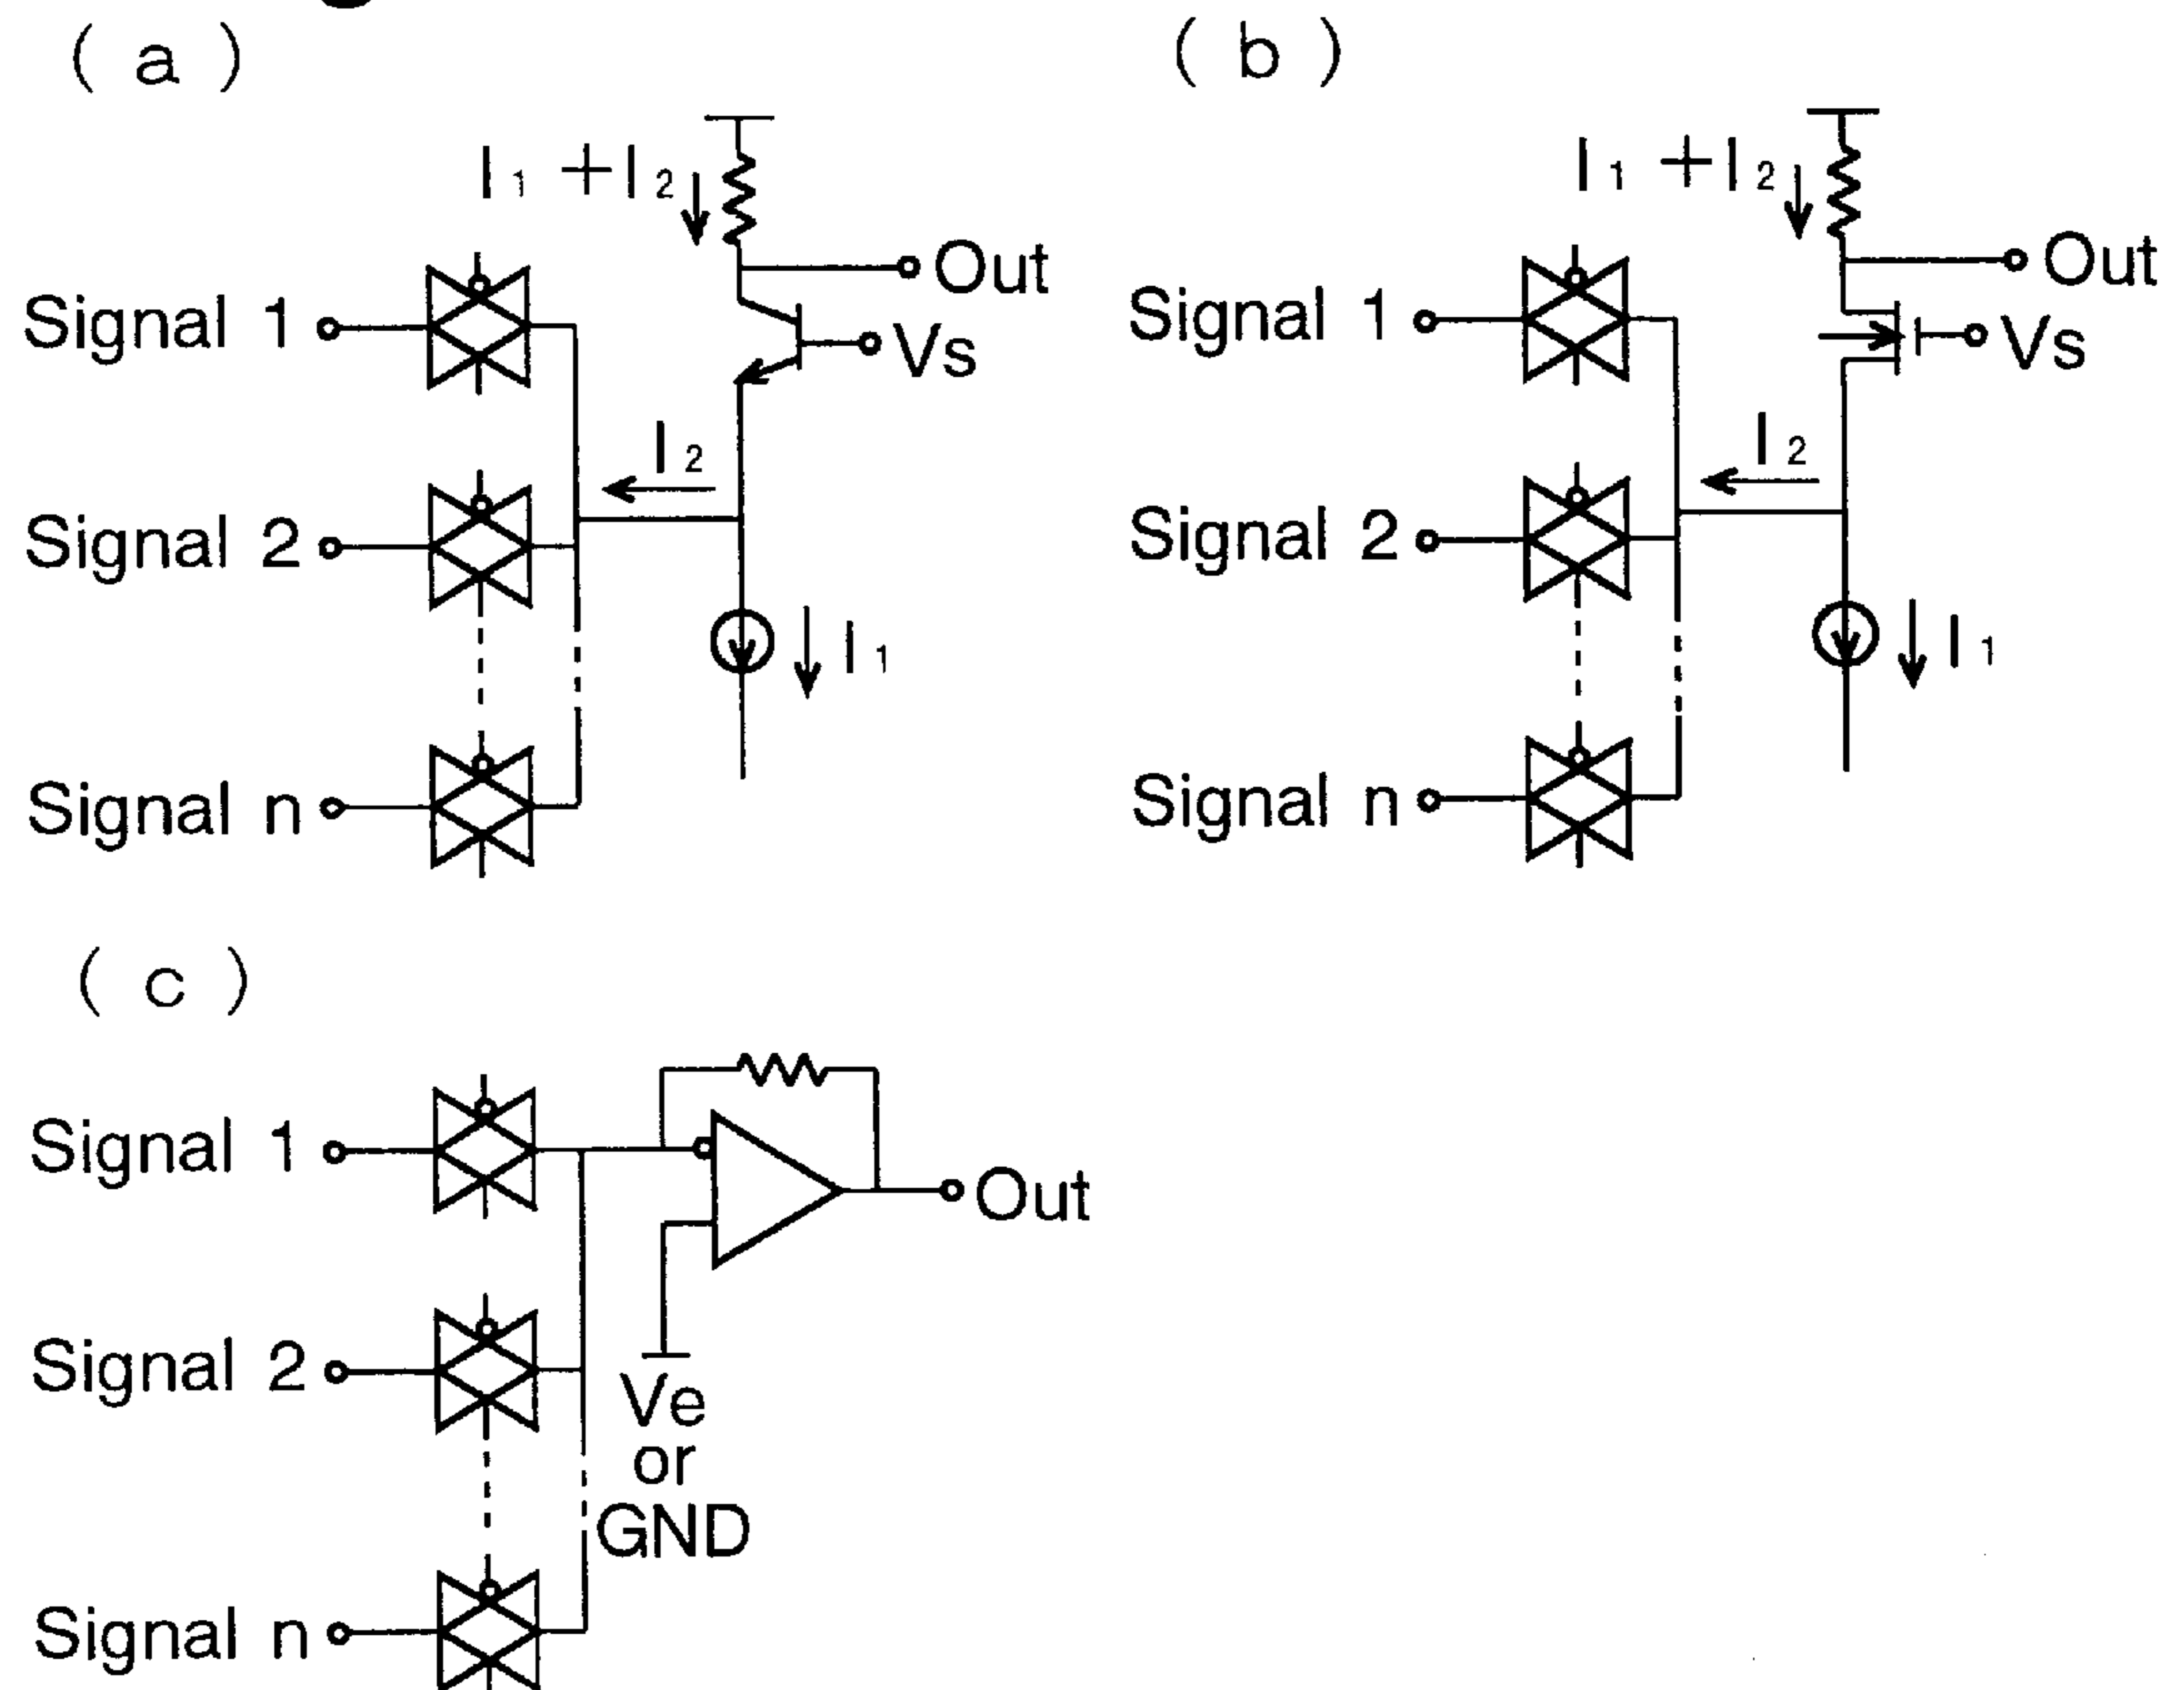 ( a )
I₁ +I₂
Out
Signal 1
Vs
I₂
Signal 2
I₁
Signal n
( b )
I₁ +I₂
Out
Signal 1
Vs
I₂
Signal 2
I₁
Signal n
( c )
Signal 1
Out
Signal 2
Ve
or
GND
Signal n